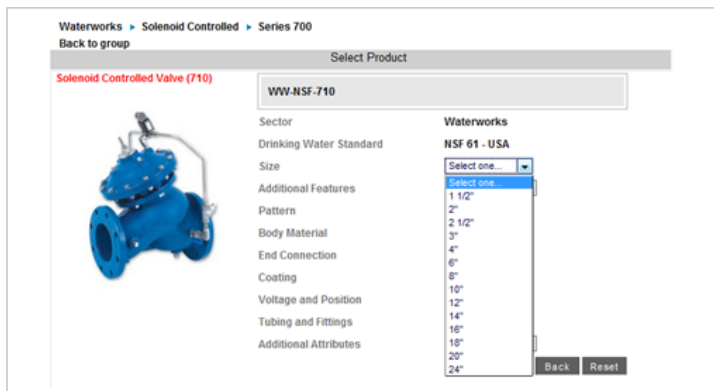 Waterworks ▸ Solenoid Controlled ▸ Series 700
Back to group
Select Product
Solenoid Controlled Valve (710)
WW-NSF-710
Sector Waterworks
Drinking Water Standard NSF 61 - USA
Size Select one...
Additional Features Select one...
1 1/2"
Pattern 2"
2 1/2"
Body Material 3"
4"
End Connection 6"
8"
Coating 10"
12"
Voltage and Position 14"
16"
Tubing and Fittings 18"
Additional Attributes 20"
24"
Back Reset